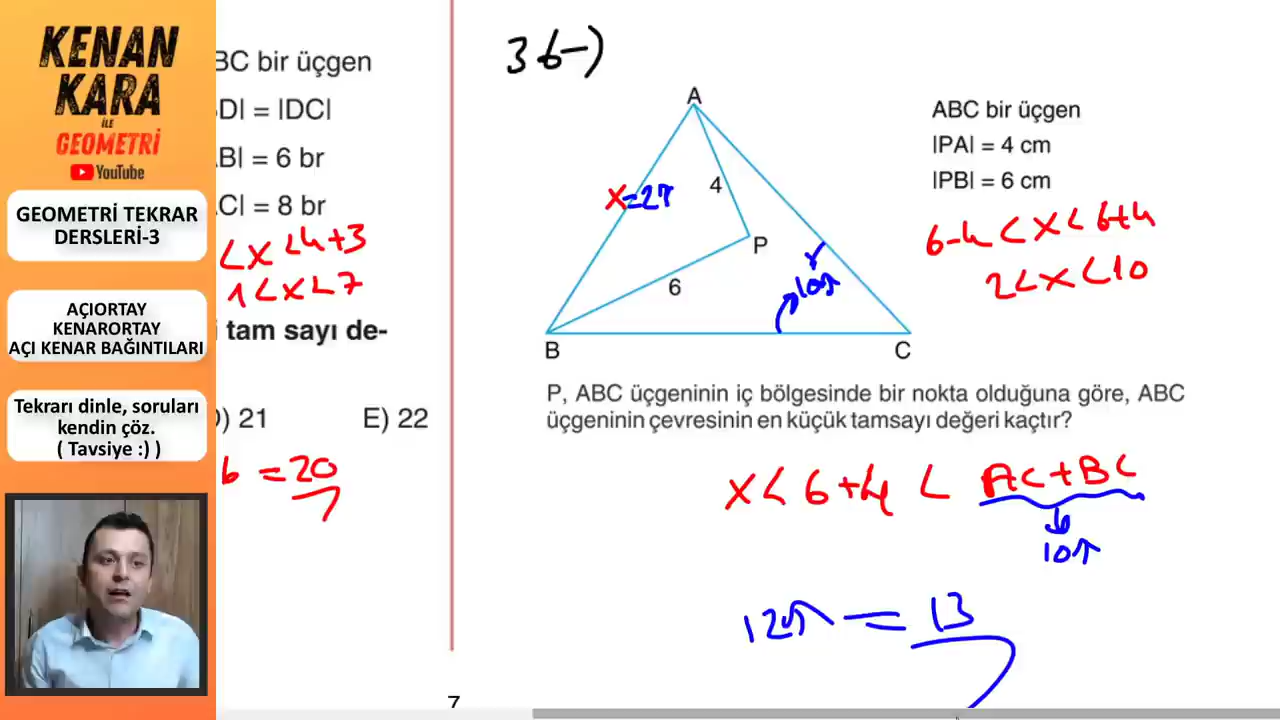 KENAN
KARA
İLE
GEOMETRİ
YouTube
GEOMETRİ TEKRAR
DERSLERİ-3
AÇIORTAY
KENARORTAY
AÇI KENAR BAĞINTILARI
Tekrarı dinle, soruları
kendin çöz.
( Tavsiye :) )
BC bir üçgen
DI = IDCI
BI = 6 br
CI = 8 br
< x < 4+3
1 < x < 7
tam sayı de-
) 21 E) 22
6 = 20
36-)
A
x=2↑
4
P
6
10↑
B
C
ABC bir üçgen
IPAI = 4 cm
IPBI = 6 cm
6-4 < x < 6+4
2 < x < 10
P, ABC üçgeninin iç bölgesinde bir nokta olduğuna göre, ABC
üçgeninin çevresinin en küçük tamsayı değeri kaçtır?
x < 6+4 < AC+BC
10↑
12↑ = 13
7